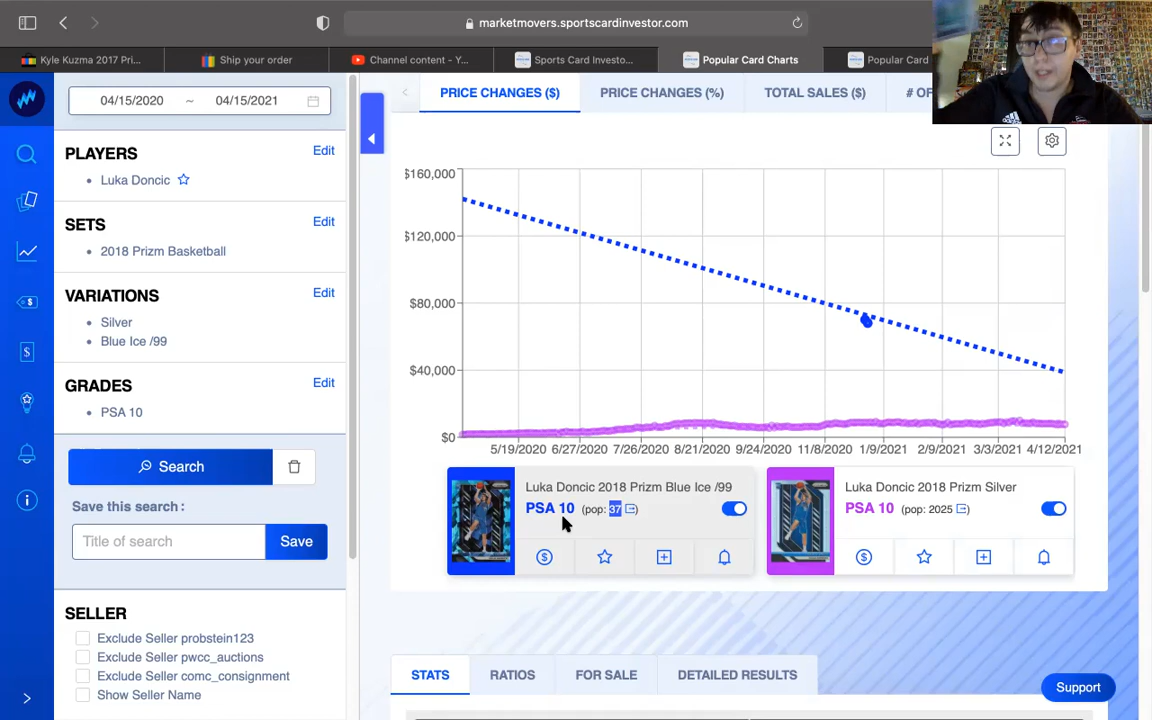 marketmovers.sportscardinvestor.com
Kyle Kuzma 2017 Pri...
Ship your order
Channel content - Y...
Sports Card Investo...
Popular Card Charts
Popular Card
04/15/2020 ~ 04/15/2021
PLAYERS
Edit
Luka Doncic
SETS
Edit
2018 Prizm Basketball
VARIATIONS
Edit
Silver
Blue Ice /99
GRADES
Edit
PSA 10
Search
Save this search:
Title of search
Save
SELLER
Exclude Seller probstein123
Exclude Seller pwcc_auctions
Exclude Seller comc_consignment
Show Seller Name
PRICE CHANGES ($)
PRICE CHANGES (%)
TOTAL SALES ($)
# OF
$160,000
$120,000
$80,000
$40,000
$0
5/19/2020 6/27/2020 7/26/2020 8/21/2020 9/24/2020 11/8/2020 1/9/2021 2/9/2021 3/3/2021 4/12/2021
Luka Doncic 2018 Prizm Blue Ice /99
PSA 10 (pop: 37)
Luka Doncic 2018 Prizm Silver
PSA 10 (pop: 2025)
STATS
RATIOS
FOR SALE
DETAILED RESULTS
Support